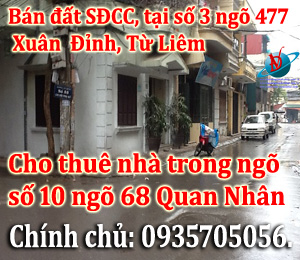 Bán đất SĐCC, tại số 3 ngõ 477
Xuân Đỉnh, Từ Liêm
Cho thuê nhà trong ngõ
số 10 ngõ 68 Quan Nhân
Chính chủ: 0935705056.